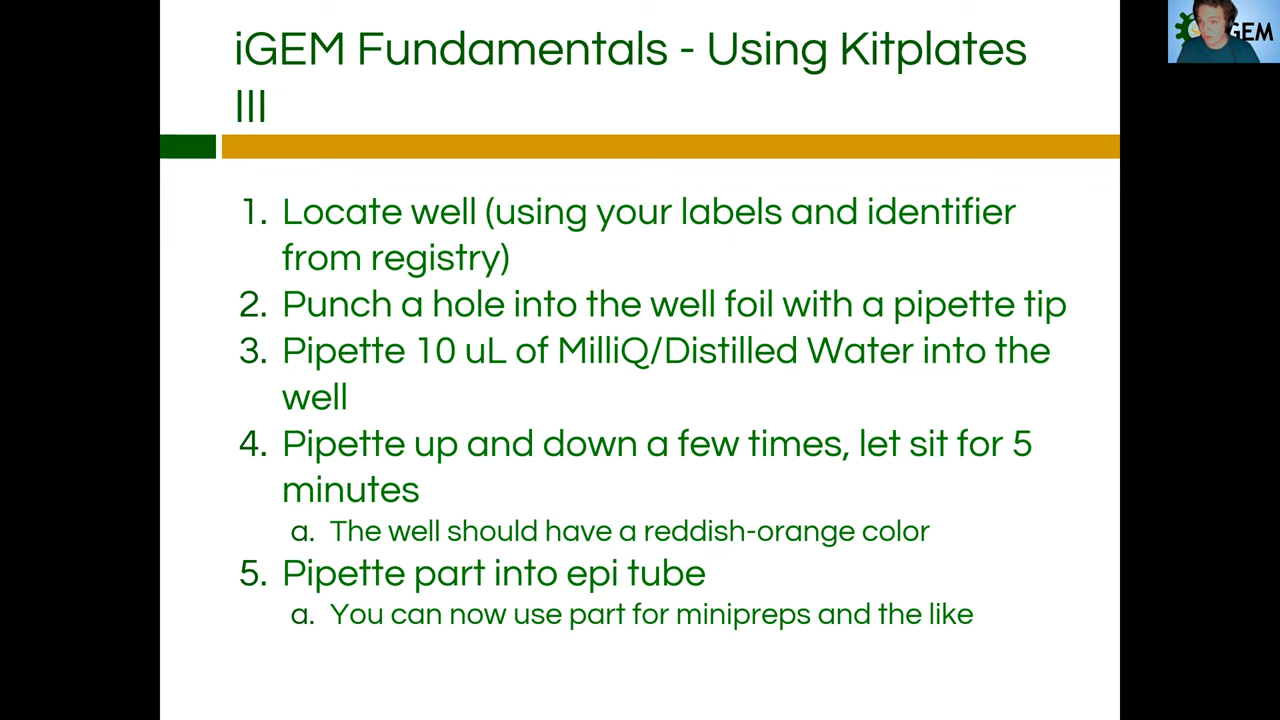 iGEM Fundamentals - Using Kitplates
III
1. Locate well (using your labels and identifier
from registry)
2. Punch a hole into the well foil with a pipette tip
3. Pipette 10 uL of MilliQ/Distilled Water into the
well
4. Pipette up and down a few times, let sit for 5
minutes
a. The well should have a reddish-orange color
5. Pipette part into epi tube
a. You can now use part for minipreps and the like
GEM